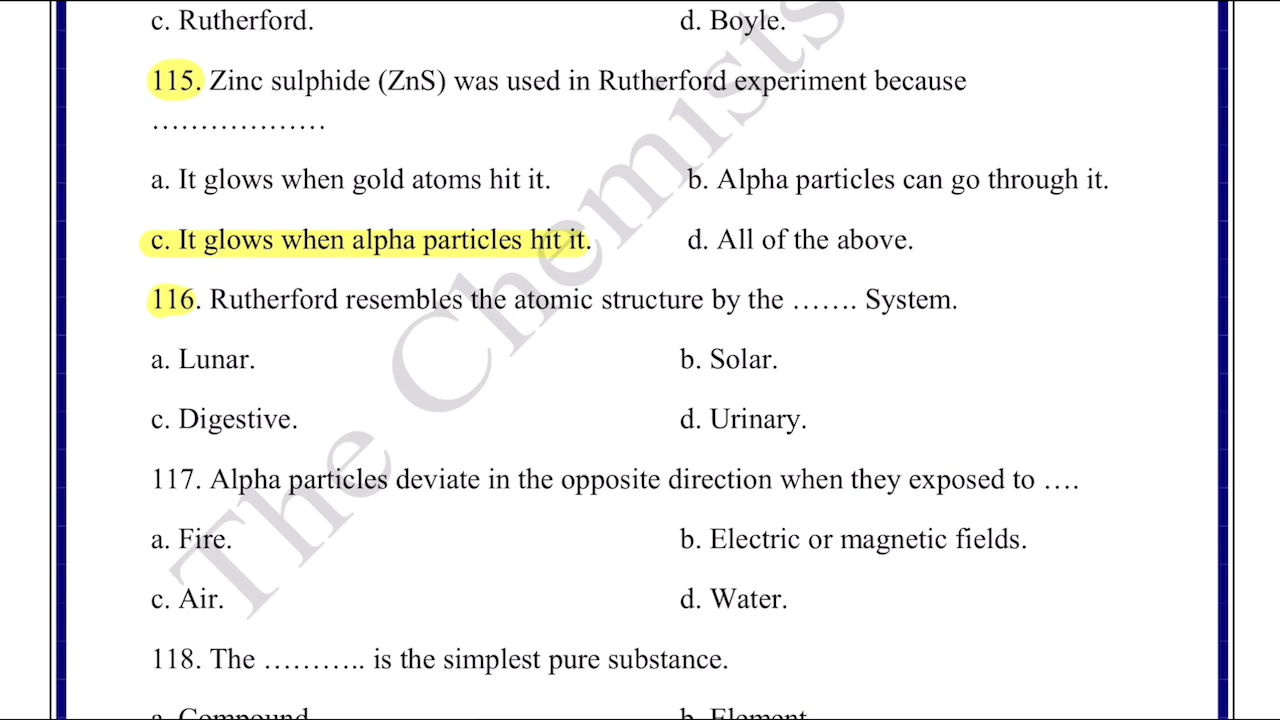 c. Rutherford. d. Boyle.
115. Zinc sulphide (ZnS) was used in Rutherford experiment because
………………
a. It glows when gold atoms hit it. b. Alpha particles can go through it.
c. It glows when alpha particles hit it. d. All of the above.
116. Rutherford resembles the atomic structure by the ……. System.
a. Lunar. b. Solar.
c. Digestive. d. Urinary.
117. Alpha particles deviate in the opposite direction when they exposed to ….
a. Fire. b. Electric or magnetic fields.
c. Air. d. Water.
118. The ……….. is the simplest pure substance.
a. Compound b. Element
The Chemists